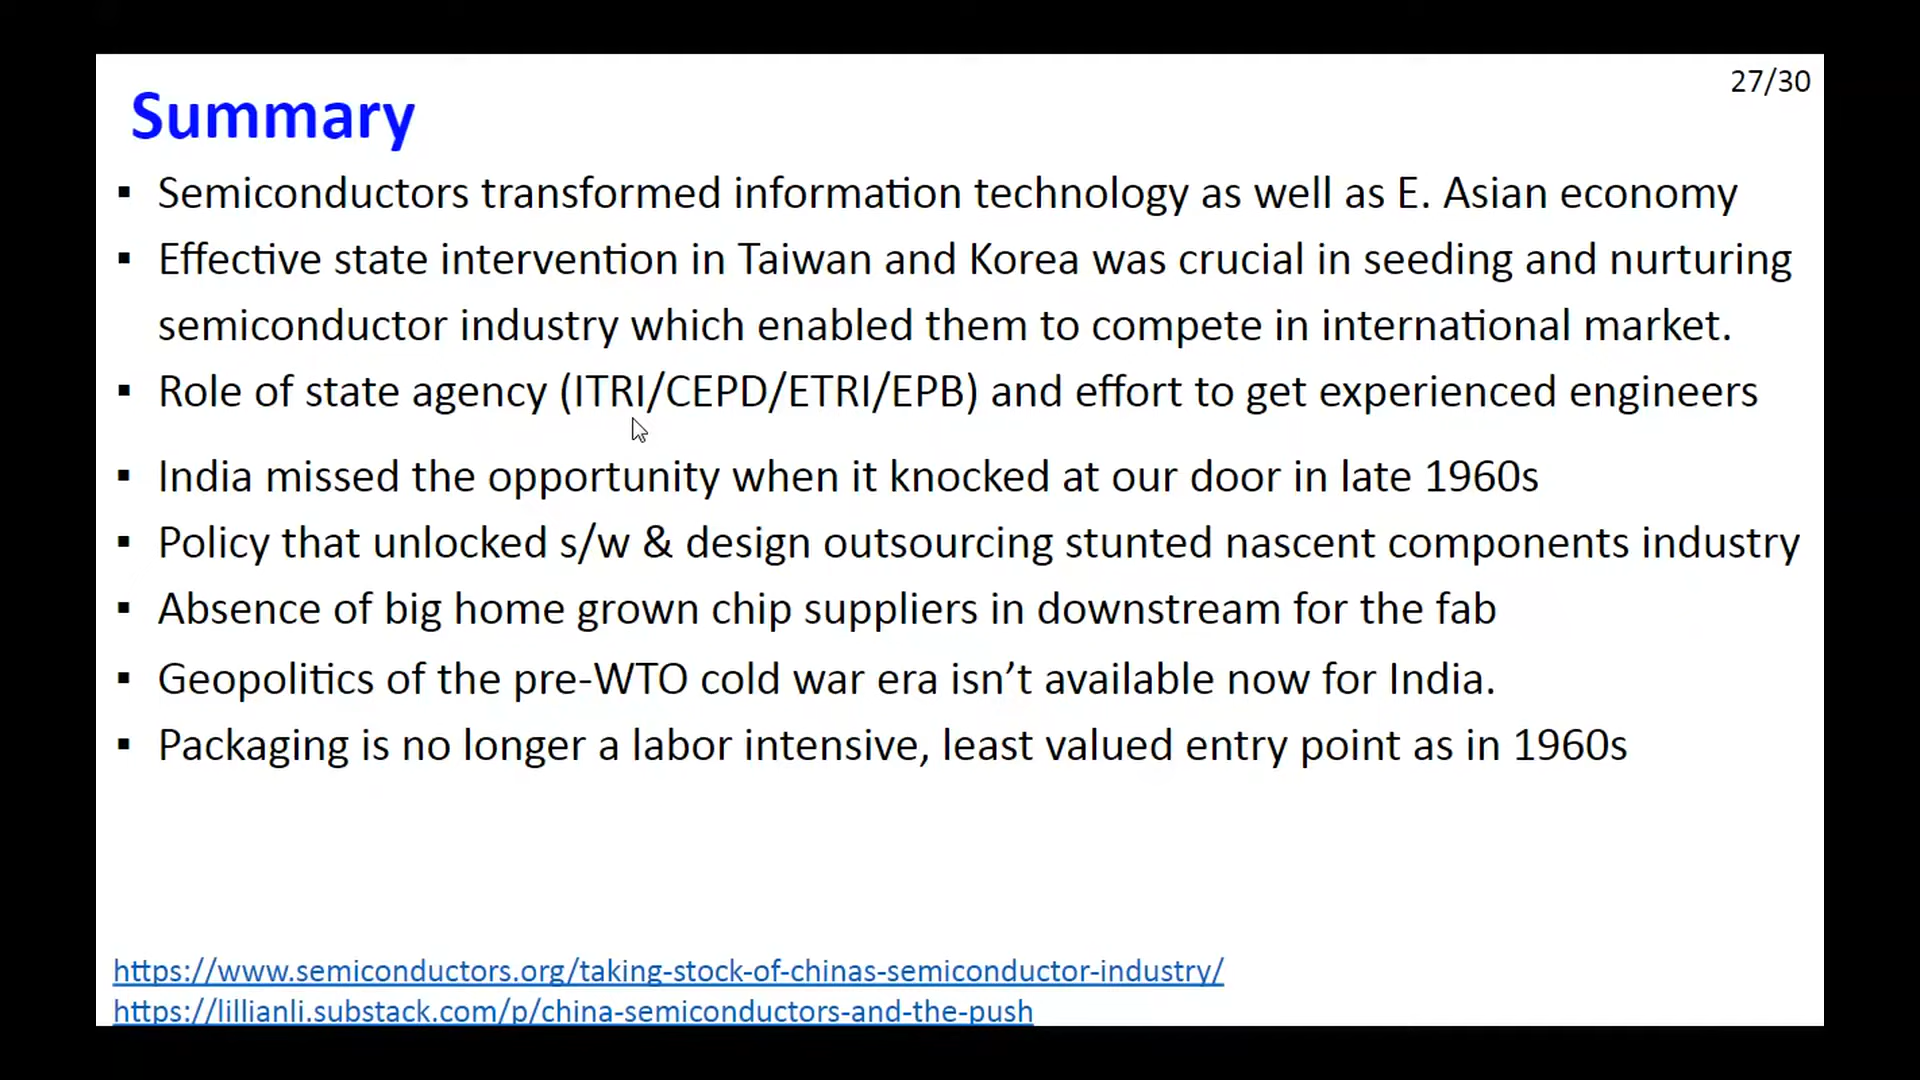 27/30
Summary
▪ Semiconductors transformed information technology as well as E. Asian economy
▪ Effective state intervention in Taiwan and Korea was crucial in seeding and nurturing
semiconductor industry which enabled them to compete in international market.
▪ Role of state agency (ITRI/CEPD/ETRI/EPB) and effort to get experienced engineers
▪ India missed the opportunity when it knocked at our door in late 1960s
▪ Policy that unlocked s/w & design outsourcing stunted nascent components industry
▪ Absence of big home grown chip suppliers in downstream for the fab
▪ Geopolitics of the pre-WTO cold war era isn’t available now for India.
▪ Packaging is no longer a labor intensive, least valued entry point as in 1960s
https://www.semiconductors.org/taking-stock-of-chinas-semiconductor-industry/
https://lillianli.substack.com/p/china-semiconductors-and-the-push